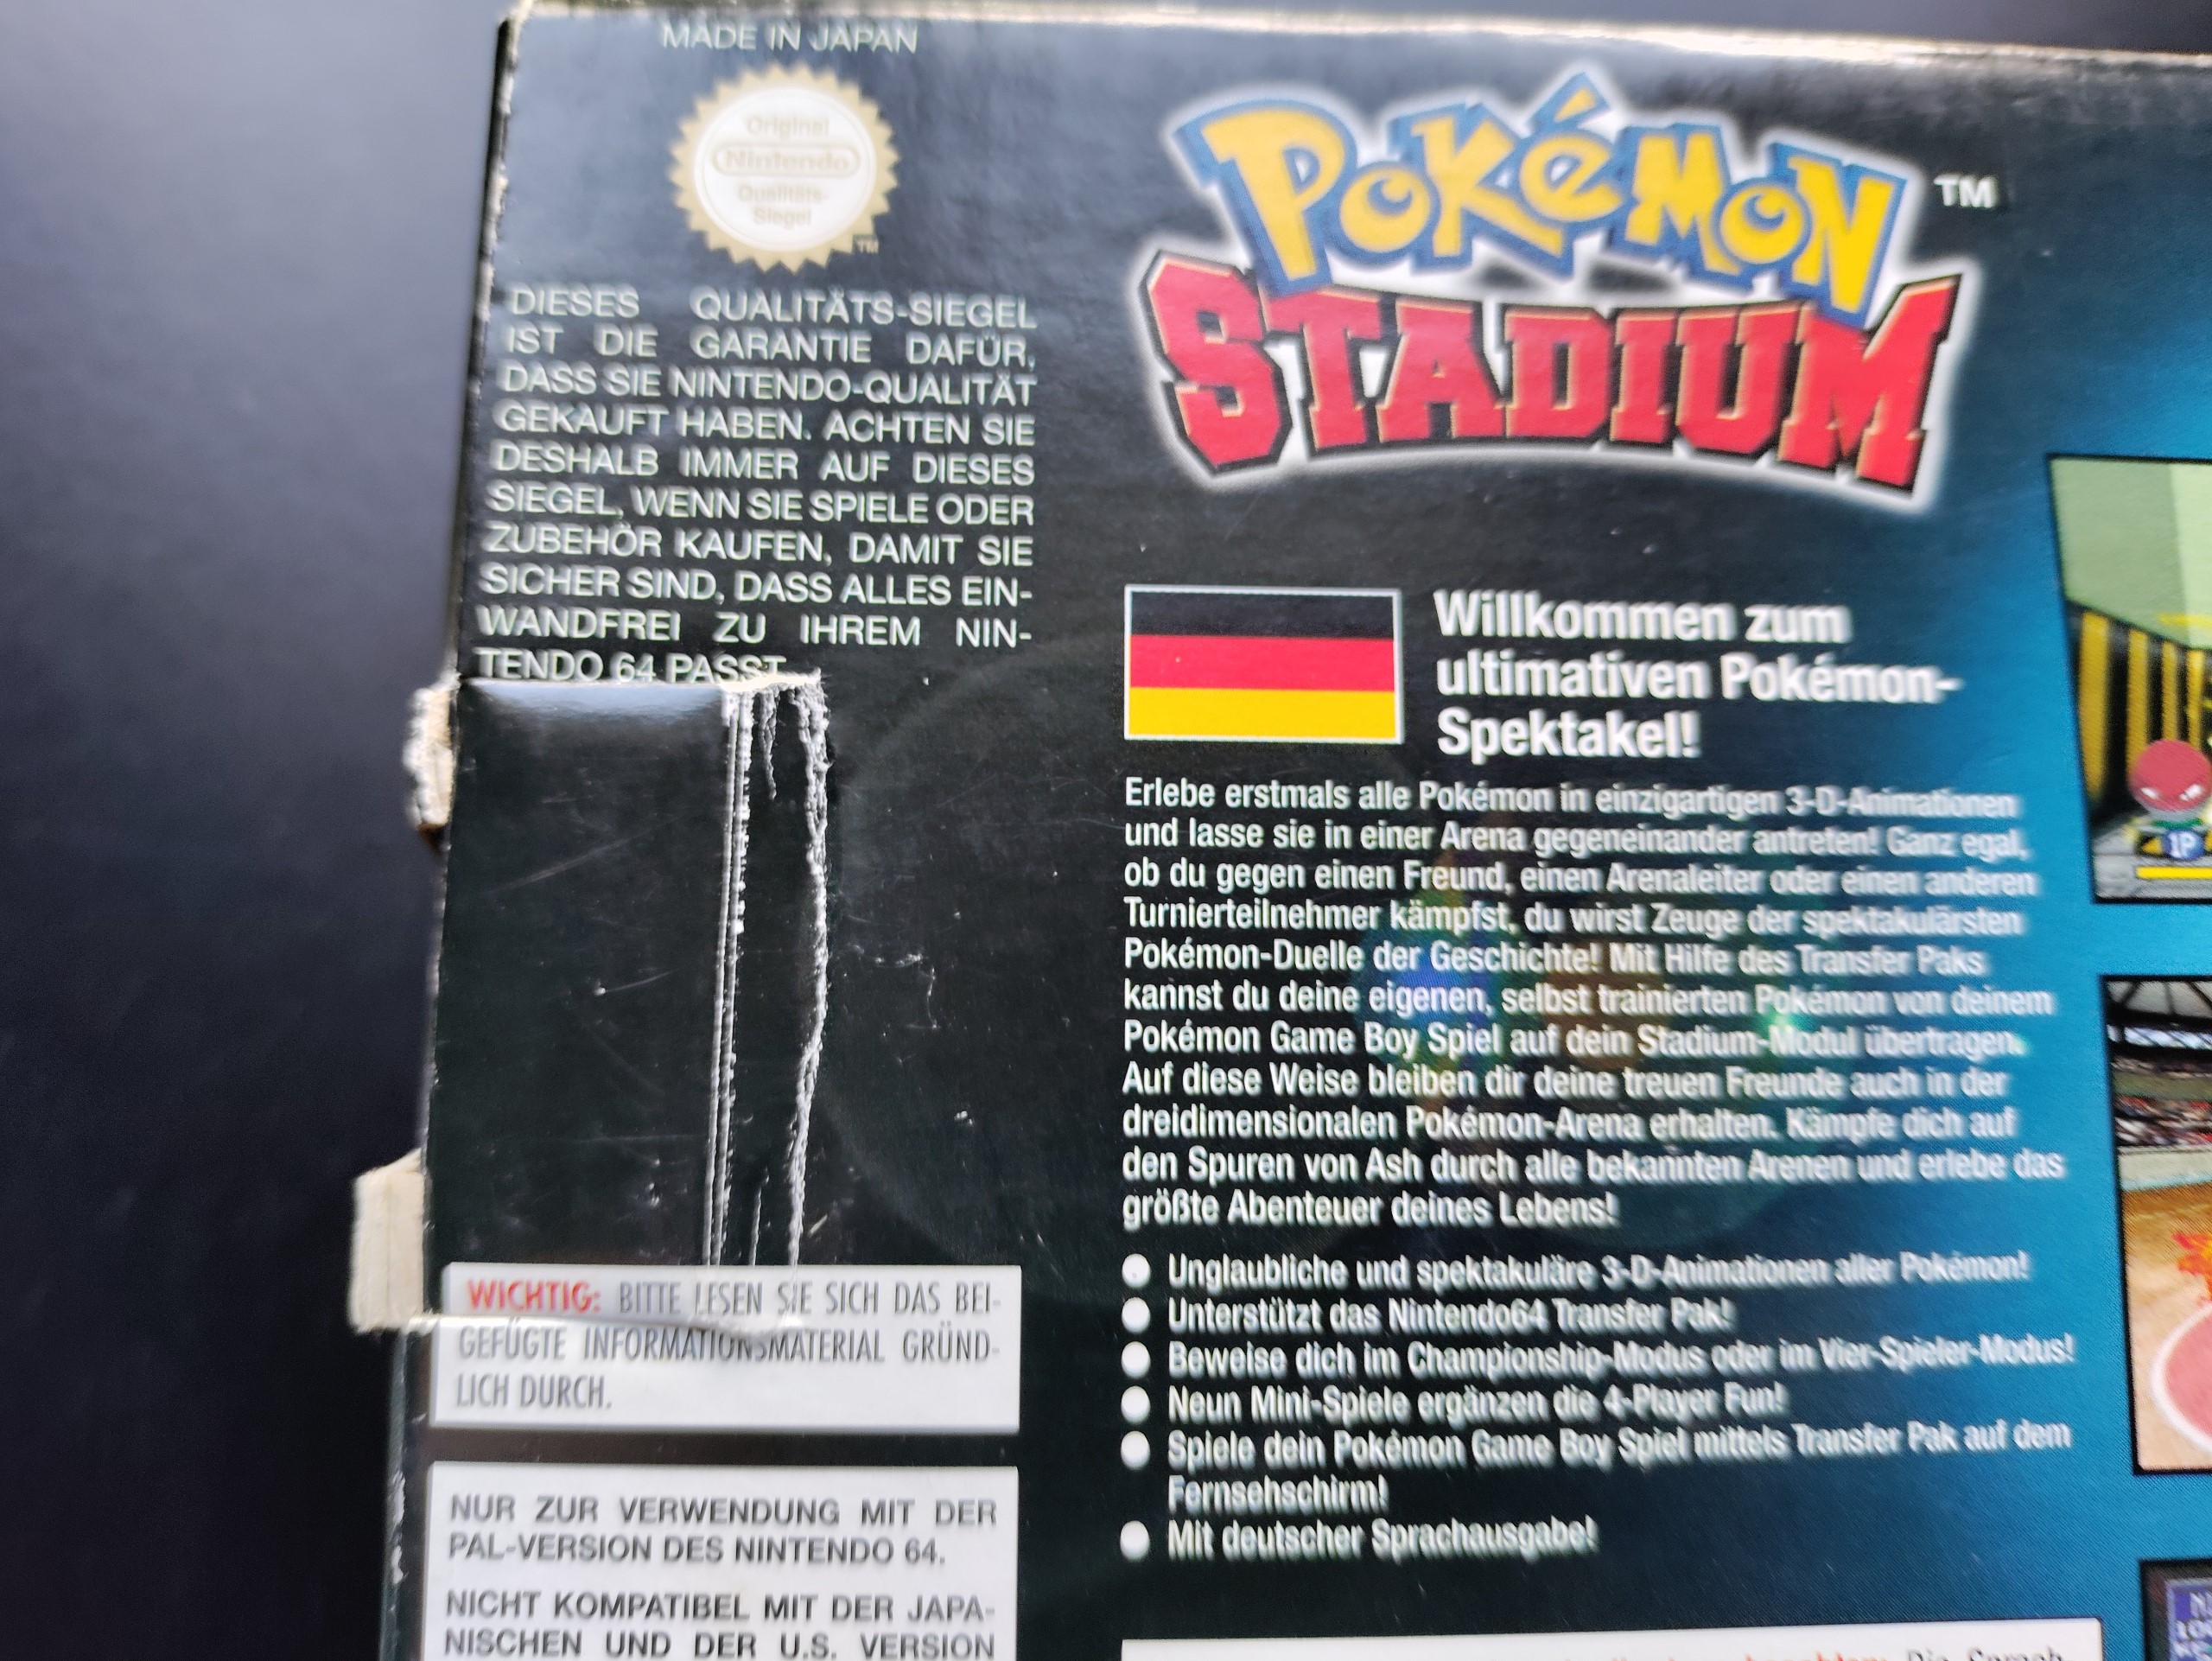 MADE IN JAPAN
Original
Nintendo
Qualitäts-
Siegel
TM
DIESES QUALITÄTS-SIEGEL
IST DIE GARANTIE DAFÜR,
DASS SIE NINTENDO-QUALITÄT
GEKAUFT HABEN. ACHTEN SIE
DESHALB IMMER AUF DIESES
SIEGEL, WENN SIE SPIELE ODER
ZUBEHÖR KAUFEN, DAMIT SIE
SICHER SIND, DASS ALLES EIN-
WANDFREI ZU IHREM NIN-
TENDO 64 PASST
WICHTIG: BITTE LESEN SIE SICH DAS BEI-
GEFÜGTE INFORMATIONSMATERIAL GRÜND-
LICH DURCH.
NUR ZUR VERWENDUNG MIT DER
PAL-VERSION DES NINTENDO 64.
NICHT KOMPATIBEL MIT DER JAPA-
NISCHEN UND DER U.S. VERSION
POKéMON
TM
STADIUM
Willkommen zum
ultimativen Pokémon-
Spektakel!
Erlebe erstmals alle Pokémon in einzigartigen 3-D-Animationen
und lasse sie in einer Arena gegeneinander antreten! Ganz egal,
ob du gegen einen Freund, einen Arenaleiter oder einen anderen
Turnierteilnehmer kämpfst, du wirst Zeuge der spektakulärsten
Pokémon-Duelle der Geschichte! Mit Hilfe des Transfer Paks
kannst du deine eigenen, selbst trainierten Pokémon von deinem
Pokémon Game Boy Spiel auf dein Stadium-Modul übertragen.
Auf diese Weise bleiben dir deine treuen Freunde auch in der
dreidimensionalen Pokémon-Arena erhalten. Kämpfe dich auf
den Spuren von Ash durch alle bekannten Arenen und erlebe das
größte Abenteuer deines Lebens!
● Unglaubliche und spektakuläre 3-D-Animationen aller Pokémon!
● Unterstützt das Nintendo64 Transfer Pak!
● Beweise dich im Championship-Modus oder im Vier-Spieler-Modus!
● Neun Mini-Spiele ergänzen die 4-Player Fun!
● Spiele dein Pokémon Game Boy Spiel mittels Transfer Pak auf dem
Fernsehschirm!
● Mit deutscher Sprachausgabe!
1P